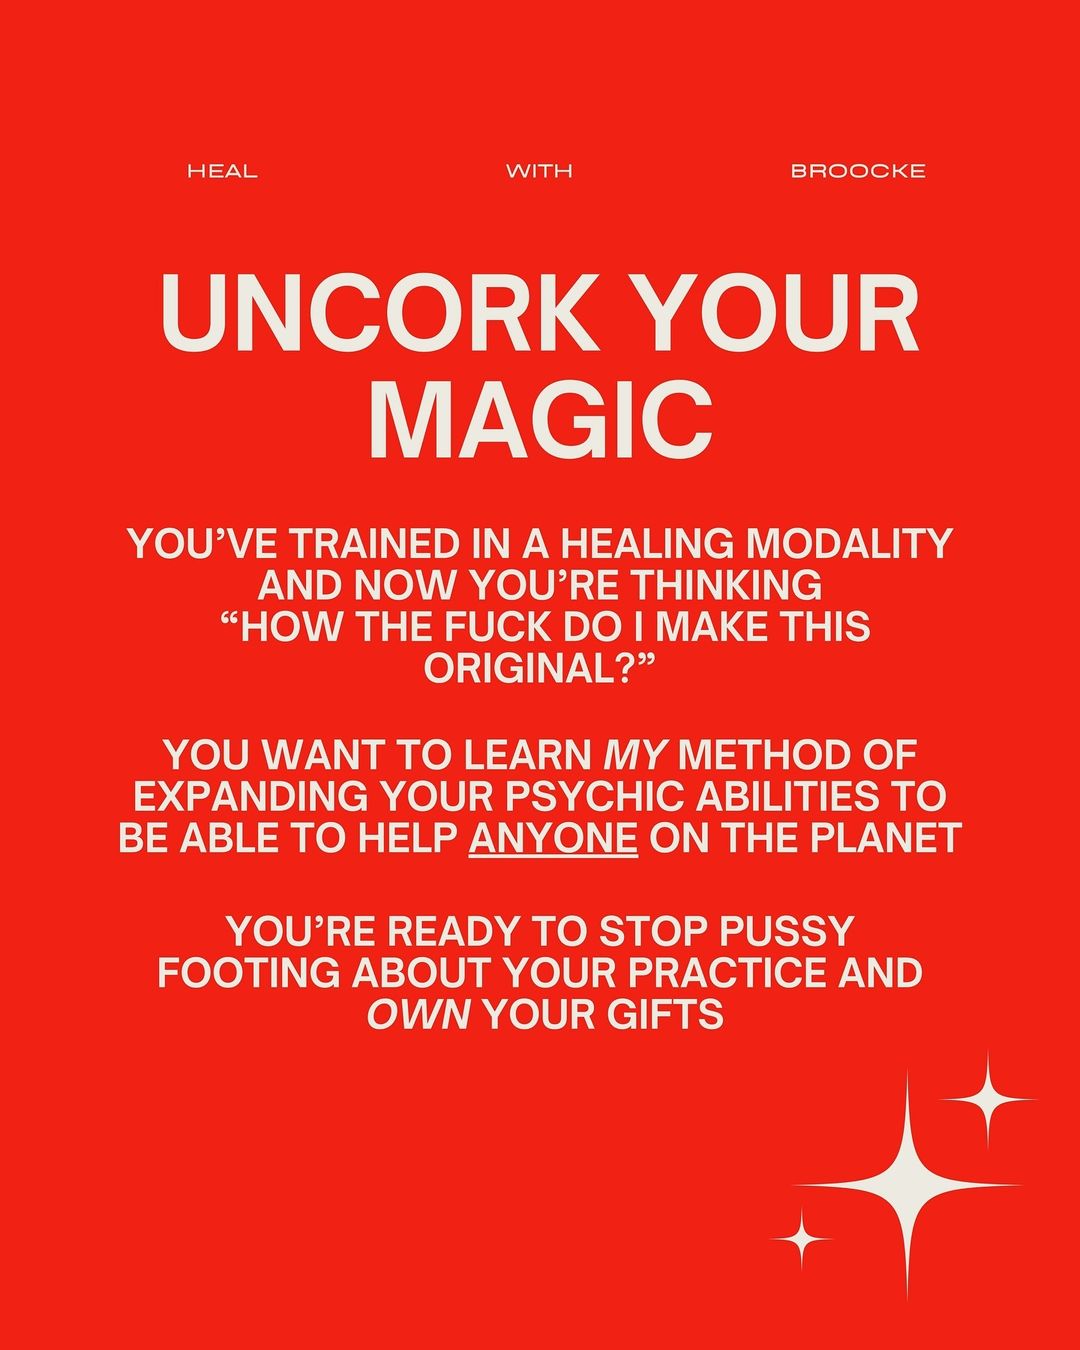 HEAL WITH BROOCKE
UNCORK YOUR
MAGIC
YOU’VE TRAINED IN A HEALING MODALITY
AND NOW YOU’RE THINKING
“HOW THE FUCK DO I MAKE THIS
ORIGINAL?”
YOU WANT TO LEARN MY METHOD OF
EXPANDING YOUR PSYCHIC ABILITIES TO
BE ABLE TO HELP ANYONE ON THE PLANET
YOU’RE READY TO STOP PUSSY
FOOTING ABOUT YOUR PRACTICE AND
OWN YOUR GIFTS